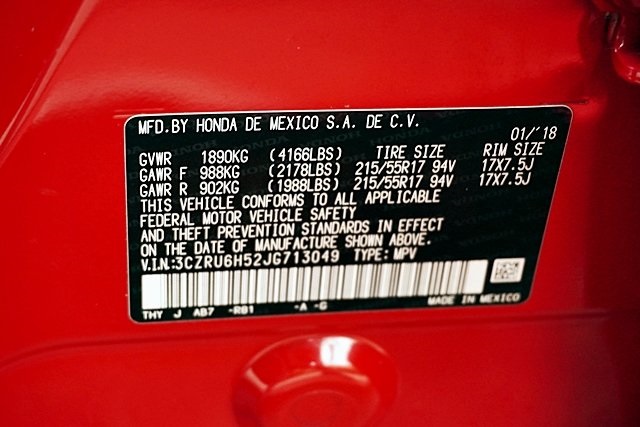 MFD.BY HONDA DE MEXICO S.A. DE C.V.
01/'18
GVWR 1890KG (4166LBS) TIRE SIZE RIM SIZE
GAWR F 988KG (2178LBS) 215/55R17 94V 17X7.5J
GAWR R 902KG (1988LBS) 215/55R17 94V 17X7.5J
THIS VEHICLE CONFORMS TO ALL APPLICABLE
FEDERAL MOTOR VEHICLE SAFETY
AND THEFT PREVENTION STANDARDS IN EFFECT
ON THE DATE OF MANUFACTURE SHOWN ABOVE.
V.I.N:3CZRU6H52JG713049 TYPE: MPV
THY J AB7 -R81 -A -G MADE IN MEXICO